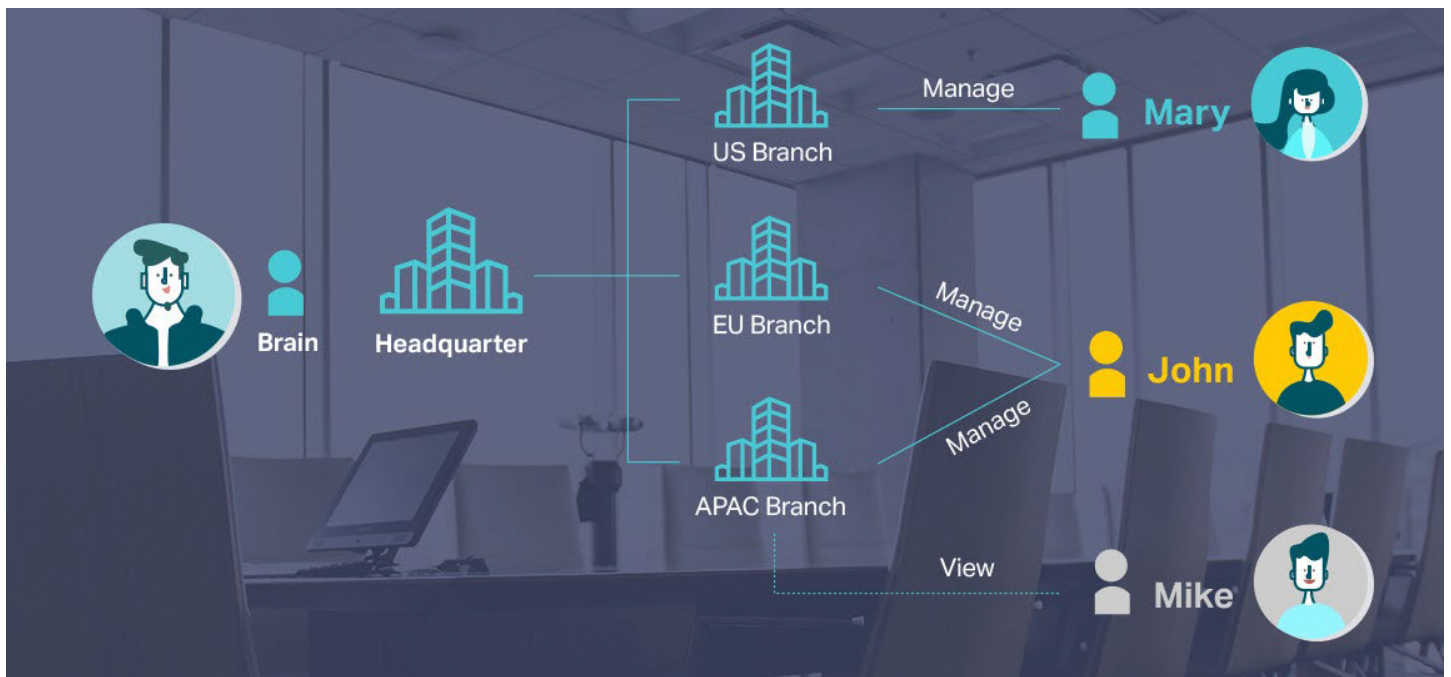 US Branch
Manage
Mary
Brain
Headquarter
EU Branch
Manage
John
Manage
APAC Branch
View
Mike